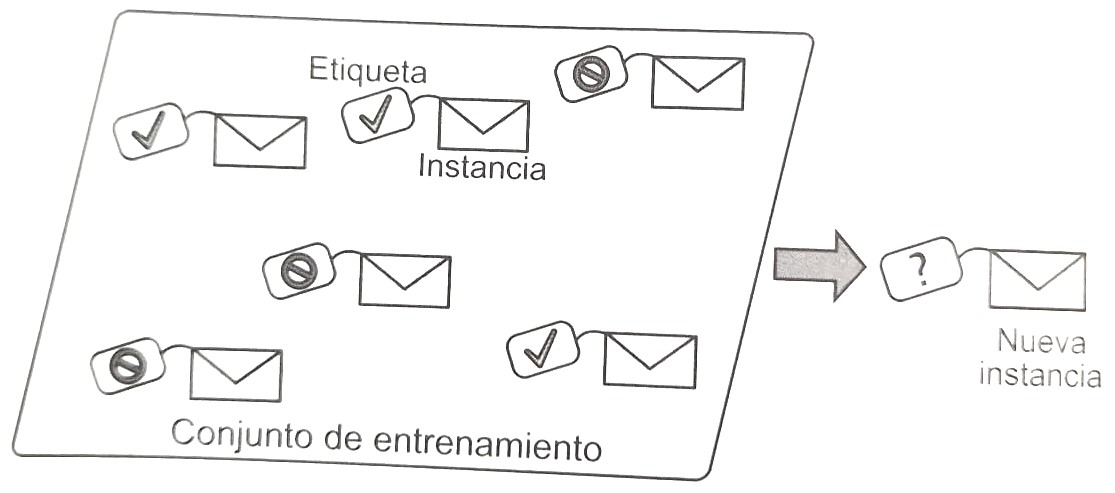 Etiqueta
Instancia
?
Nueva
instancia
Conjunto de entrenamiento